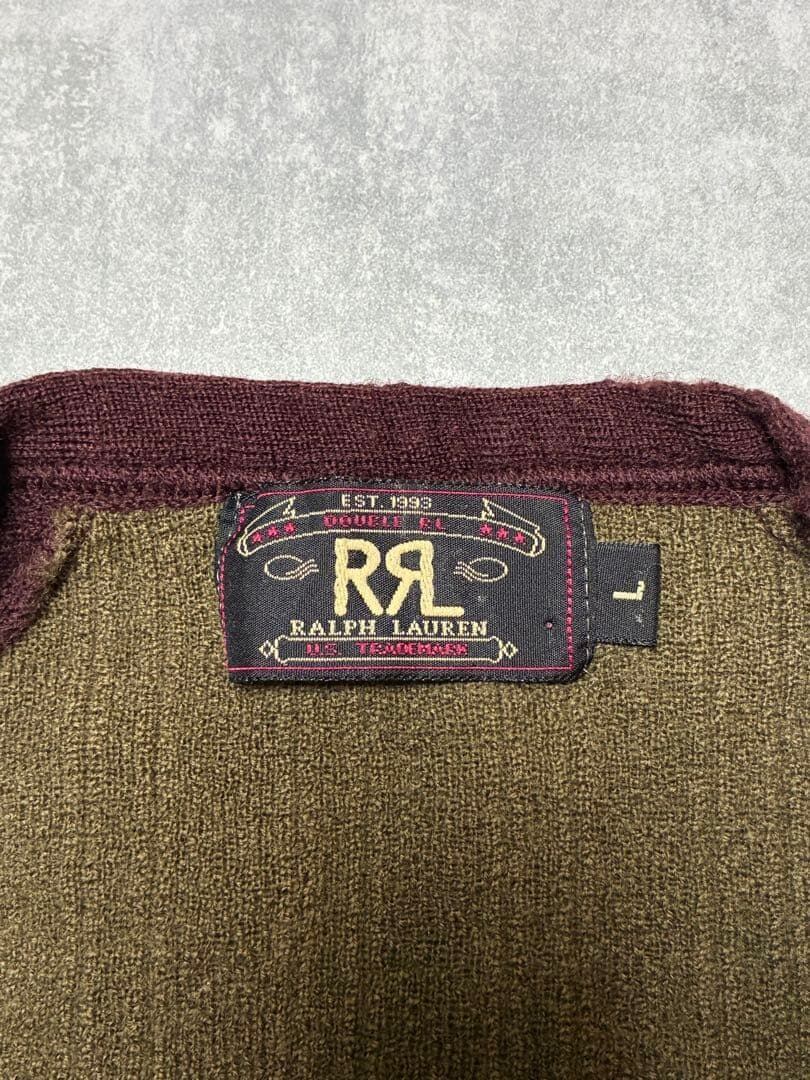 EST. 1993
DOUBLE RL
RRL
RALPH LAUREN
U.S. TRADEMARK
L